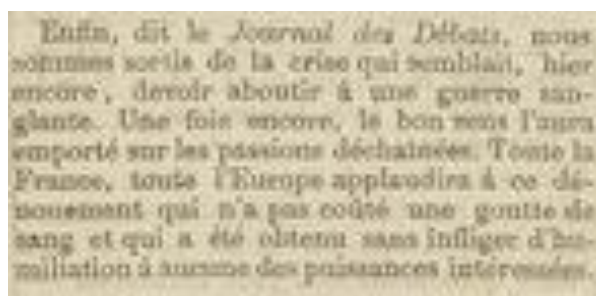 Enfin, dit le Journal des Débats, nous
sommes sortis de la crise qui semblait, hier
encore, devoir aboutir à une guerre san-
glante. Une fois encore, le bon sens l'aura
emporté sur les passions déchaînées. Toute la
France, toute l'Europe applaudira à ce dé-
nouement qui n'a pas coûté une goutte de
sang et qui a été obtenu sans infliger d'hu-
miliation à aucune des puissances intéressées.